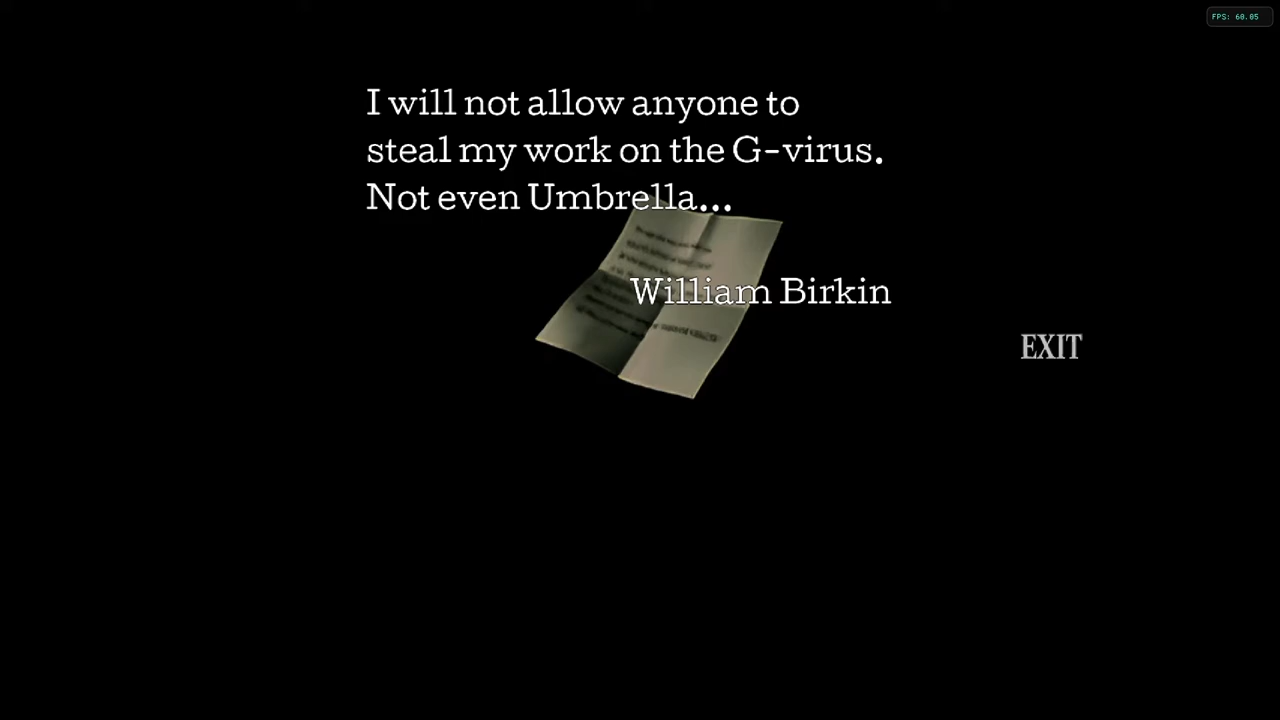 FPS: 60.05
I will not allow anyone to
steal my work on the G-virus.
Not even Umbrella...
William Birkin
EXIT